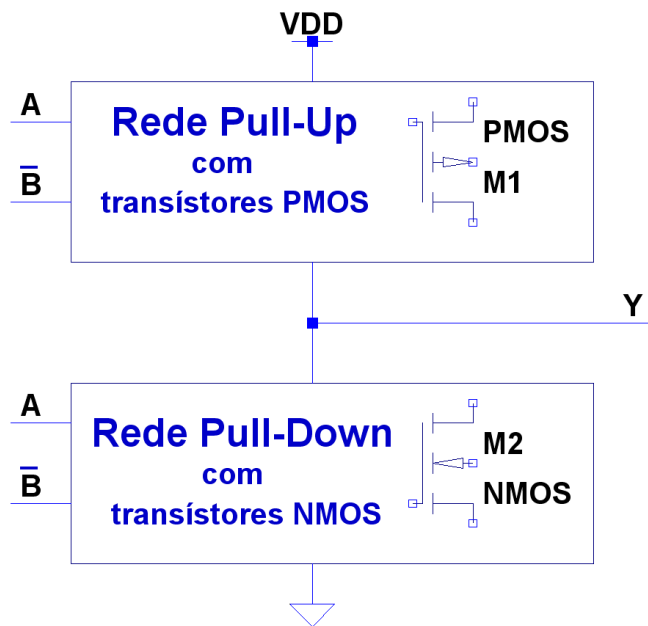 VDD
A
Rede Pull-Up
com
transístores PMOS
B̅
PMOS
M1
Y
A
Rede Pull-Down
com
transístores NMOS
B̅
M2
NMOS